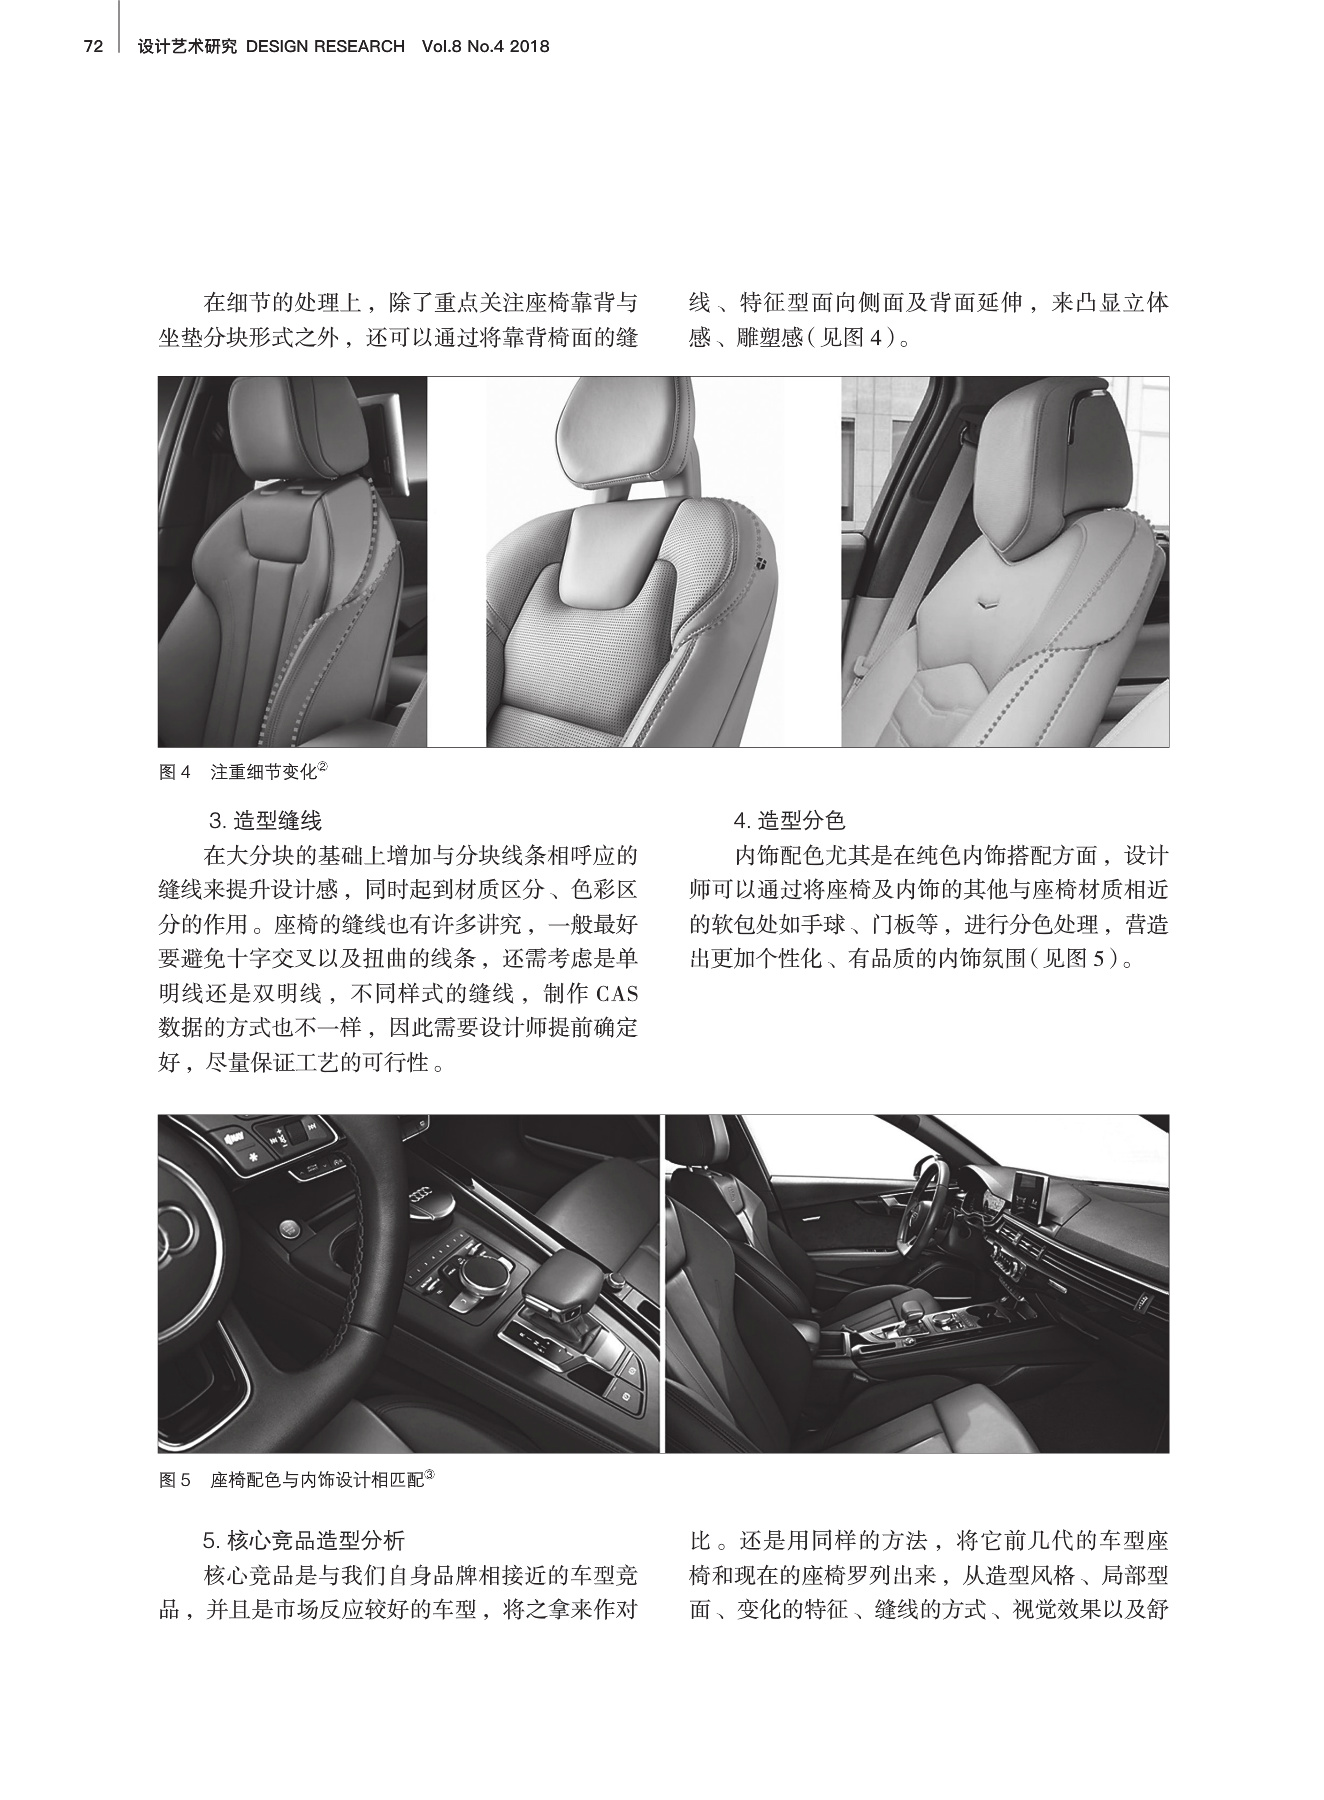 72 设计艺术研究 DESIGN RESEARCH Vol.8 No.4 2018
在细节的处理上，除了重点关注座椅靠背与
坐垫分块形式之外，还可以通过将靠背椅面的缝
线、特征型面向侧面及背面延伸，来凸显立体
感、雕塑感（见图 4）。
图 4 注重细节变化②
3. 造型缝线
在大分块的基础上增加与分块线条相呼应的
缝线来提升设计感，同时起到材质区分、色彩区
分的作用。座椅的缝线也有许多讲究，一般最好
要避免十字交叉以及扭曲的线条，还需考虑是单
明线还是双明线，不同样式的缝线，制作 CAS
数据的方式也不一样，因此需要设计师提前确定
好，尽量保证工艺的可行性。
4. 造型分色
内饰配色尤其是在纯色内饰搭配方面，设计
师可以通过将座椅及内饰的其他与座椅材质相近
的软包处如手球、门板等，进行分色处理，营造
出更加个性化、有品质的内饰氛围（见图 5）。
图 5 座椅配色与内饰设计相匹配③
5. 核心竞品造型分析
核心竞品是与我们自身品牌相接近的车型竞
品，并且是市场反应较好的车型，将之拿来作对
比。还是用同样的方法，将它前几代的车型座
椅和现在的座椅罗列出来，从造型风格、局部型
面、变化的特征、缝线的方式、视觉效果以及舒